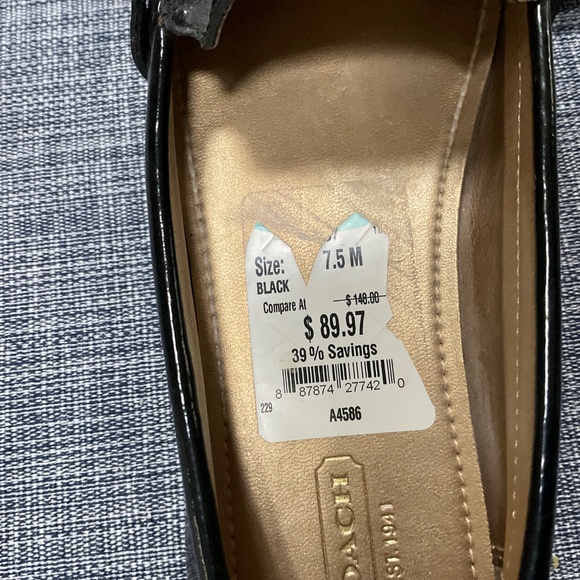 Size: 7.5 M
BLACK
Compare At $ 148.00
$ 89.97
39% Savings
8 87874 27742 0
229
A4586
COACH
EST. 1941